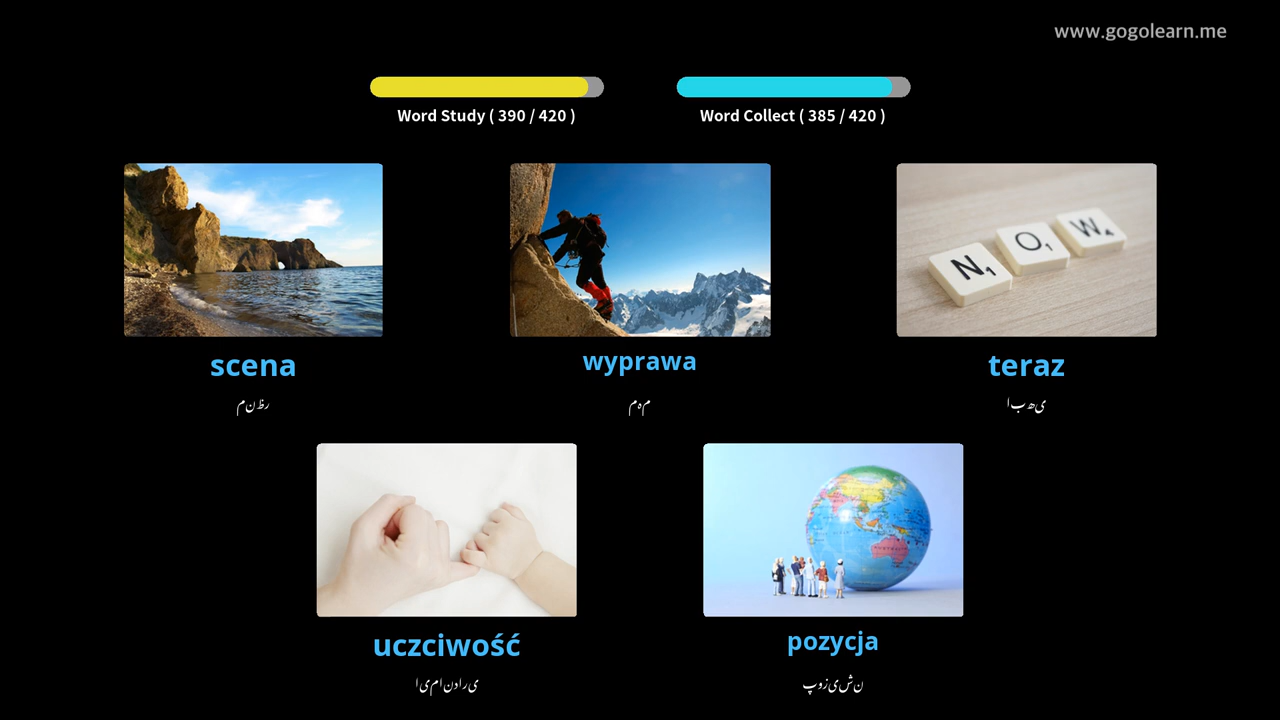 www.gogolearn.me
Word Study ( 390 / 420 )
Word Collect ( 385 / 420 )
scena
wyprawa
teraz
منظر
مہم
ابھی
uczciwość
pozycja
ایمانداری
پوزیشن